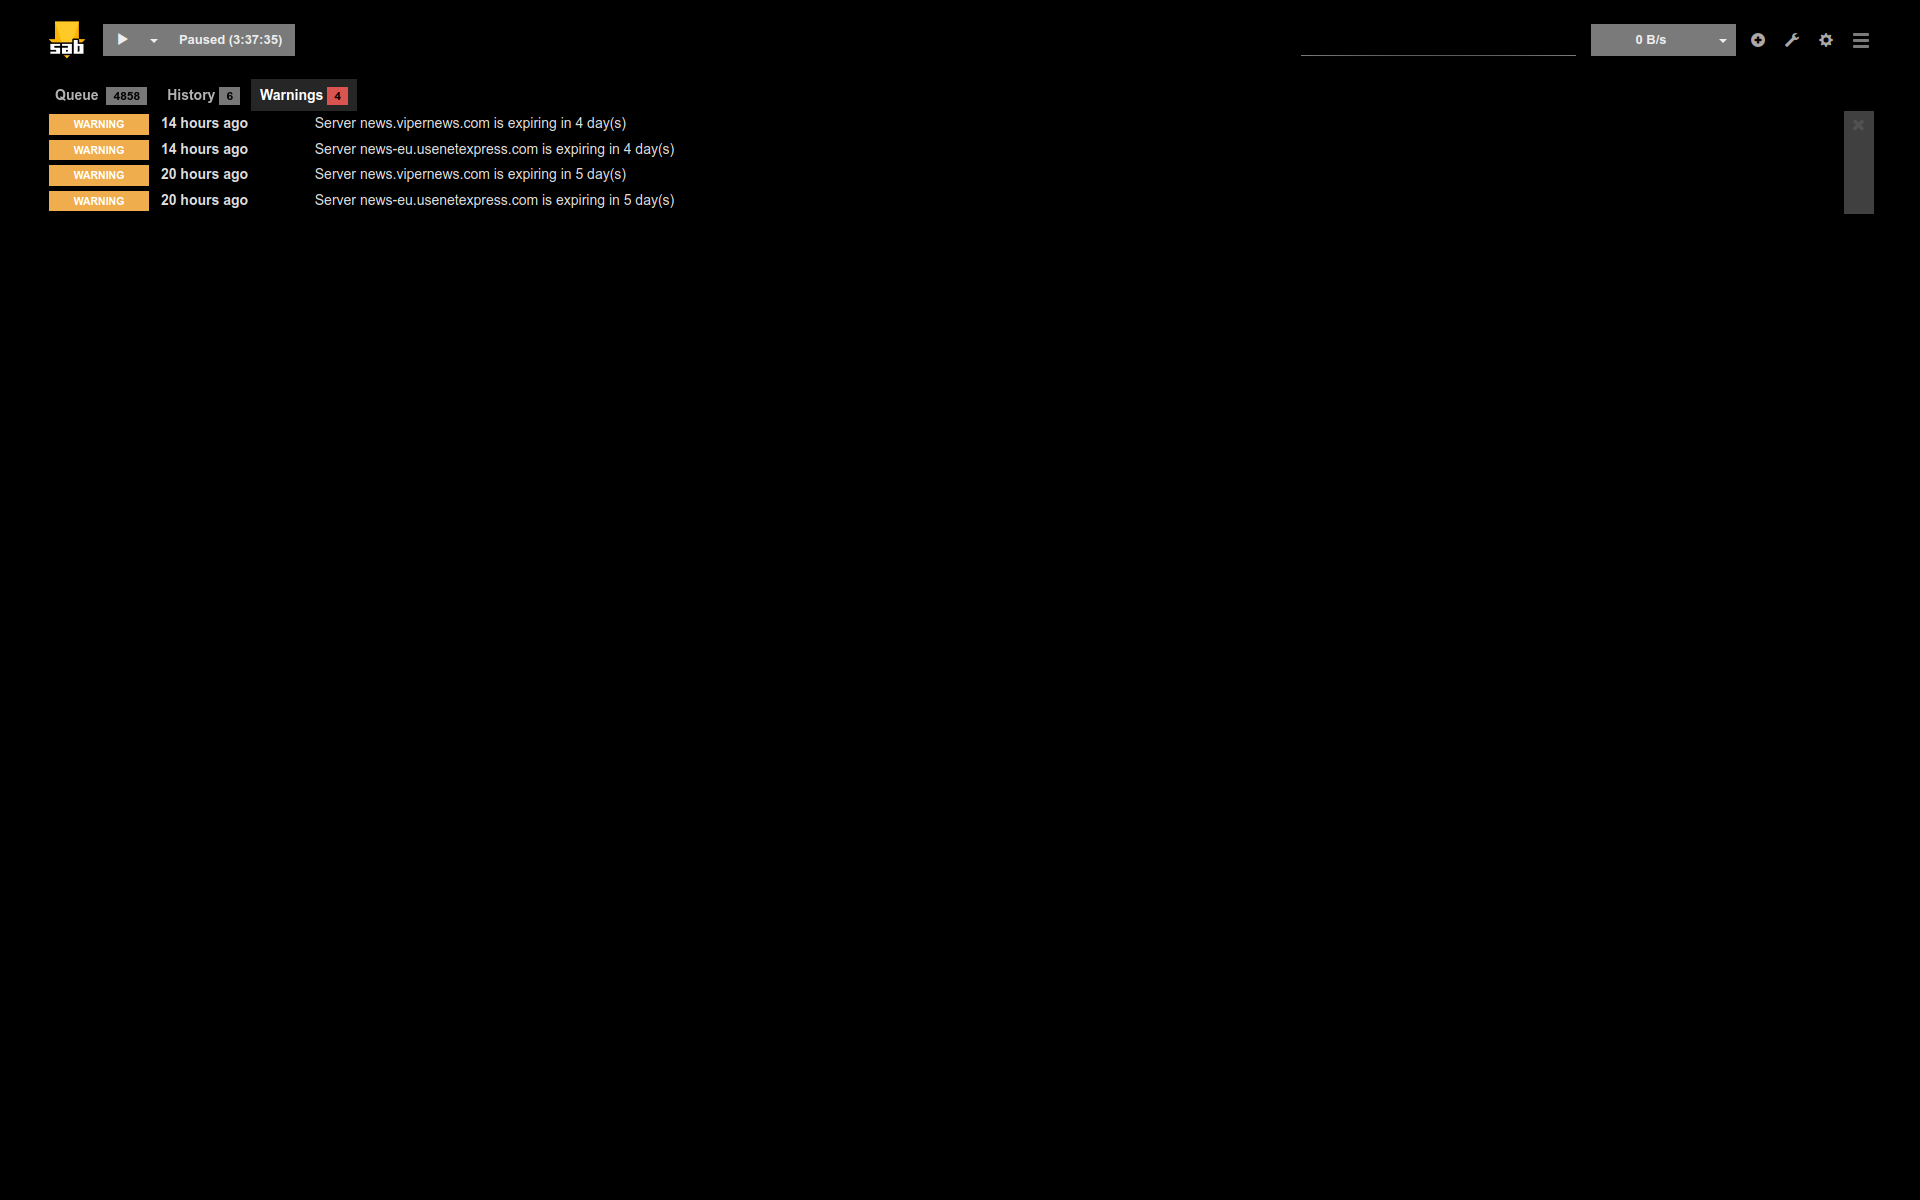 sab
Paused (3:37:35)
0 B/s
Queue 4858 History 6 Warnings 4
WARNING 14 hours ago Server news.vipernews.com is expiring in 4 day(s)
WARNING 14 hours ago Server news-eu.usenetexpress.com is expiring in 4 day(s)
WARNING 20 hours ago Server news.vipernews.com is expiring in 5 day(s)
WARNING 20 hours ago Server news-eu.usenetexpress.com is expiring in 5 day(s)